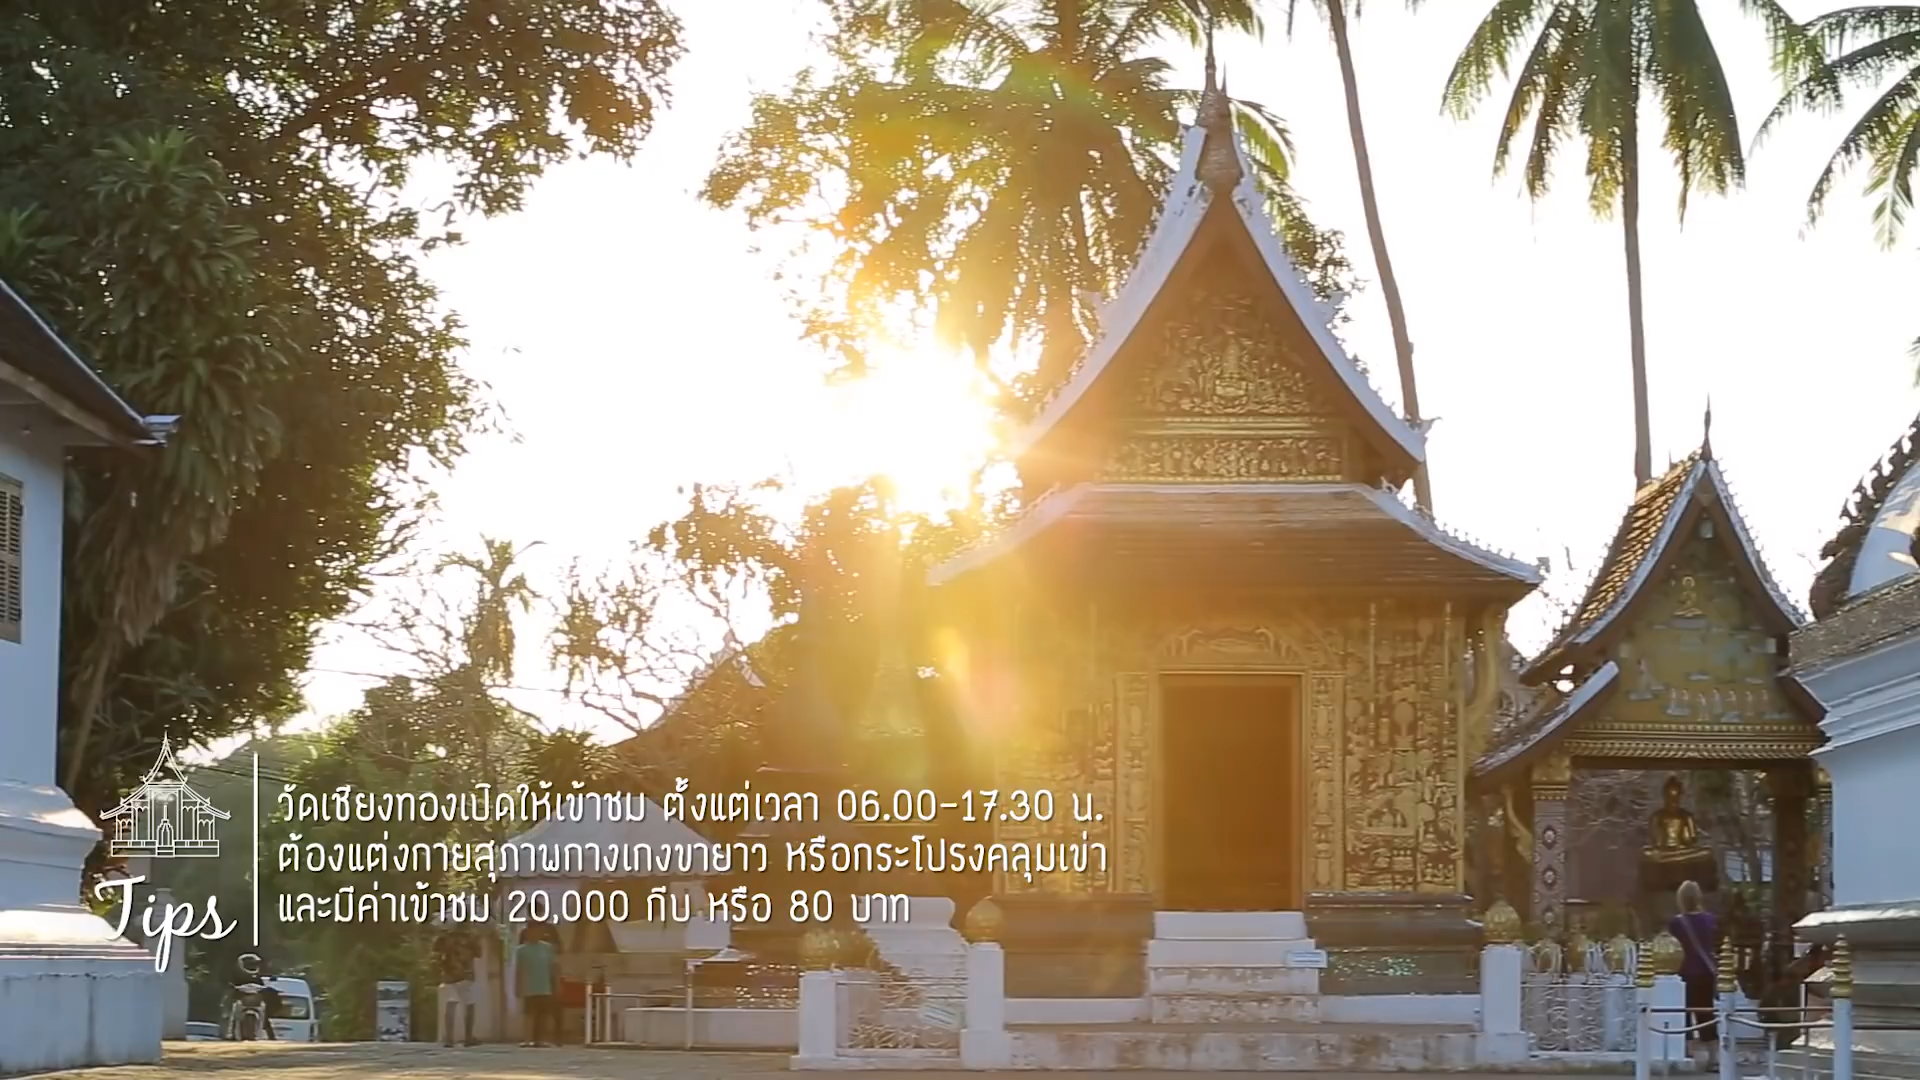 วัดเชียงทองเปิดให้เข้าชม ตั้งแต่เวลา 06.00-17.30 น.
ต้องแต่งกายสุภาพกางเกงขายาว หรือกระโปรงคลุมเข่า
และมีค่าเข้าชม 20,000 กีบ หรือ 80 บาท
Tips